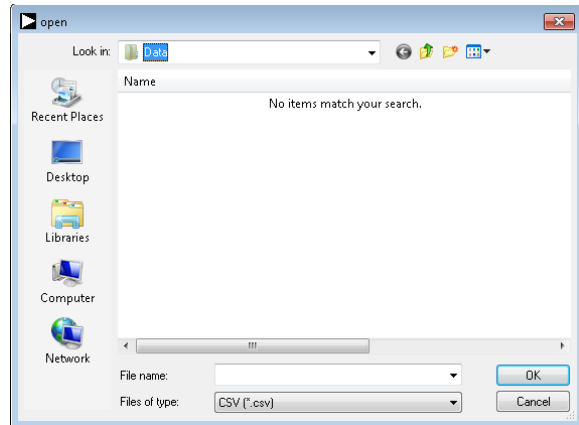 open
Look in:
Data
Name
No items match your search.
Recent Places
Desktop
Libraries
Computer
Network
File name:
OK
Files of type:
CSV (*.csv)
Cancel